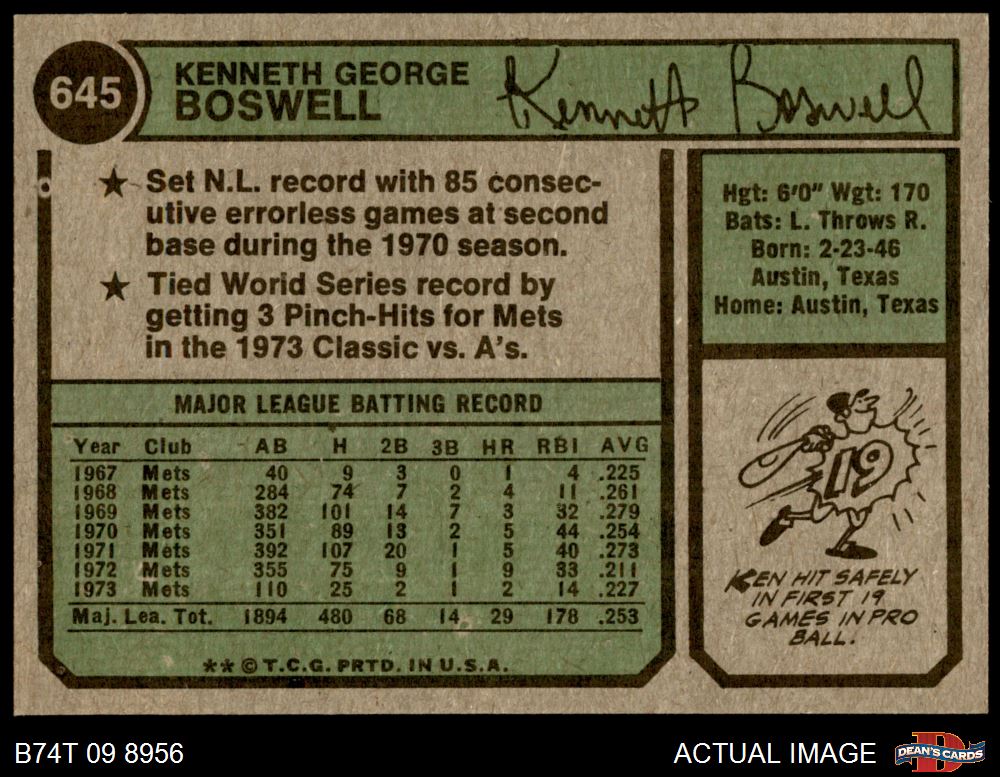 645
KENNETH GEORGE
BOSWELL
Kenneth Boswell
★ Set N.L. record with 85 consec-
utive errorless games at second
base during the 1970 season.
★ Tied World Series record by
getting 3 Pinch-Hits for Mets
in the 1973 Classic vs. A's.
Hgt: 6'0" Wgt: 170
Bats: L. Throws R.
Born: 2-23-46
Austin, Texas
Home: Austin, Texas
MAJOR LEAGUE BATTING RECORD
Year Club AB H 2B 3B HR RBI AVG
1967 Mets 40 9 3 0 1 4 .225
1968 Mets 284 74 7 2 4 11 .261
1969 Mets 382 101 14 7 3 32 .279
1970 Mets 351 89 13 2 5 44 .254
1971 Mets 392 107 20 1 5 40 .273
1972 Mets 355 75 9 1 9 33 .211
1973 Mets 110 25 2 1 2 14 .227
Maj. Lea. Tot. 1894 480 68 14 29 178 .253
** © T.C.G. PRTD. IN U.S.A.
19
KEN HIT SAFELY
IN FIRST 19
GAMES IN PRO
BALL.
B74T 09 8956
ACTUAL IMAGE
D
DEAN'S CARDS